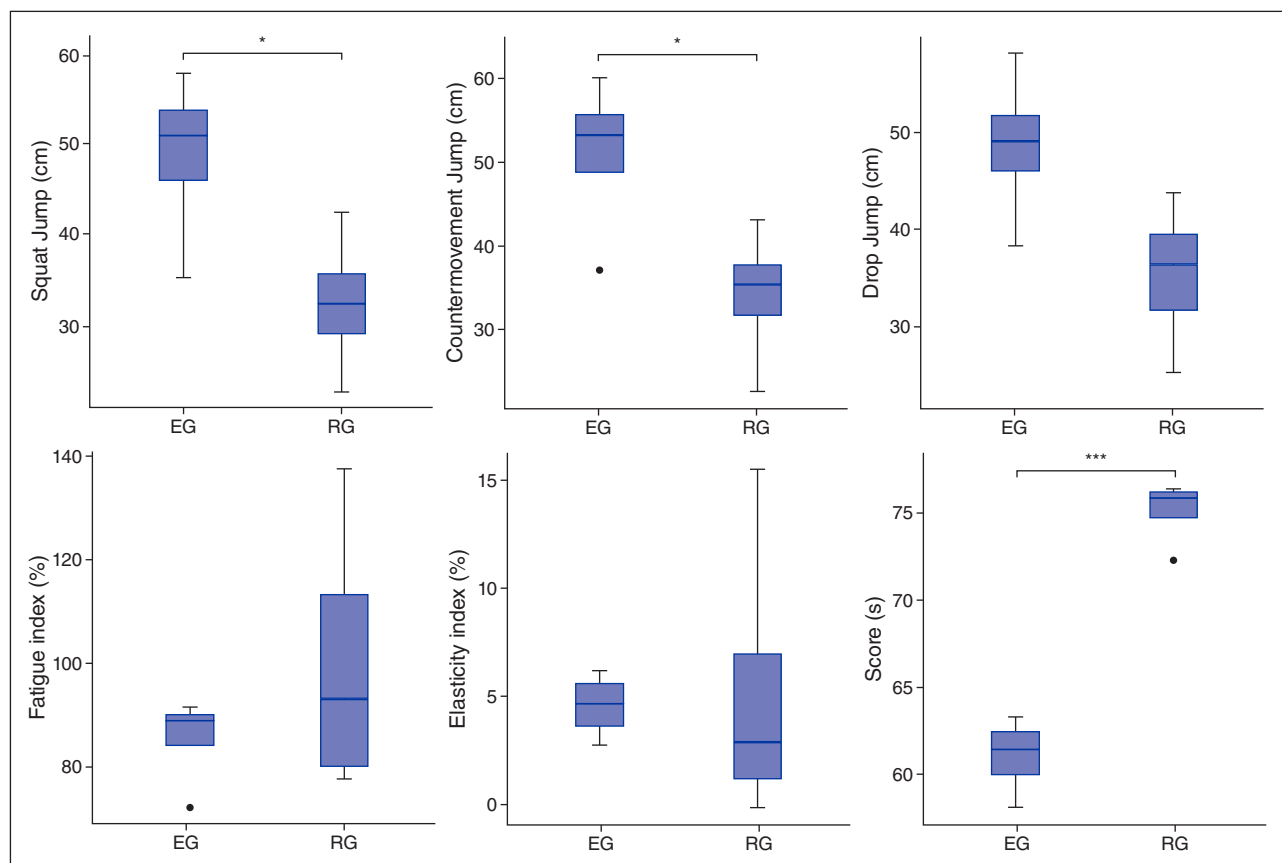 Squat Jump (cm)
60
50
40
30
*
EG
RG
Countermovement Jump (cm)
60
50
40
30
*
EG
RG
Drop Jump (cm)
50
40
30
EG
RG
Fatigue index (%)
140
120
100
80
EG
RG
Elasticity index (%)
15
10
5
0
EG
RG
Score (s)
75
70
65
60
***
EG
RG